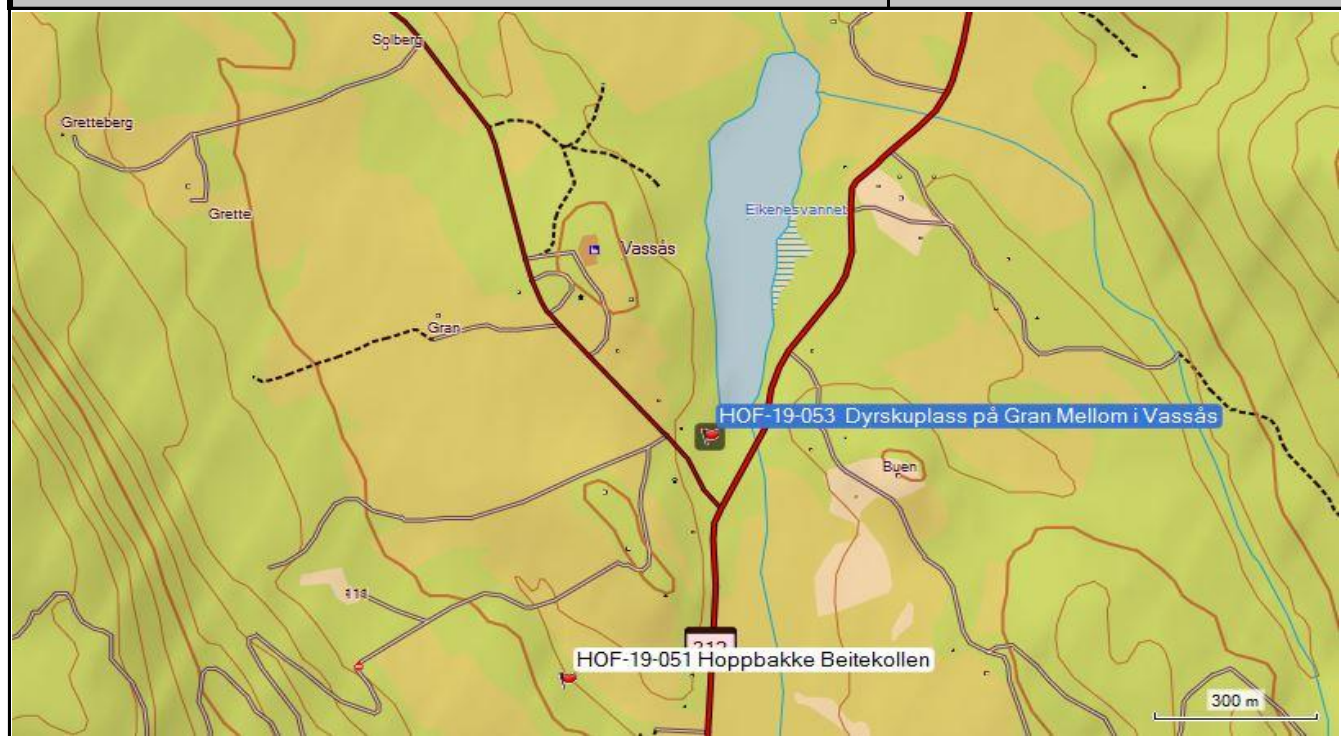 Solberg
Gretteberg
Grette
Eikenesvannet
Vassås
Gran
HOF-19-053 Dyrskuplass på Gran Mellom i Vassås
Buen
HOF-19-051 Hoppbakke Beitekollen
300 m